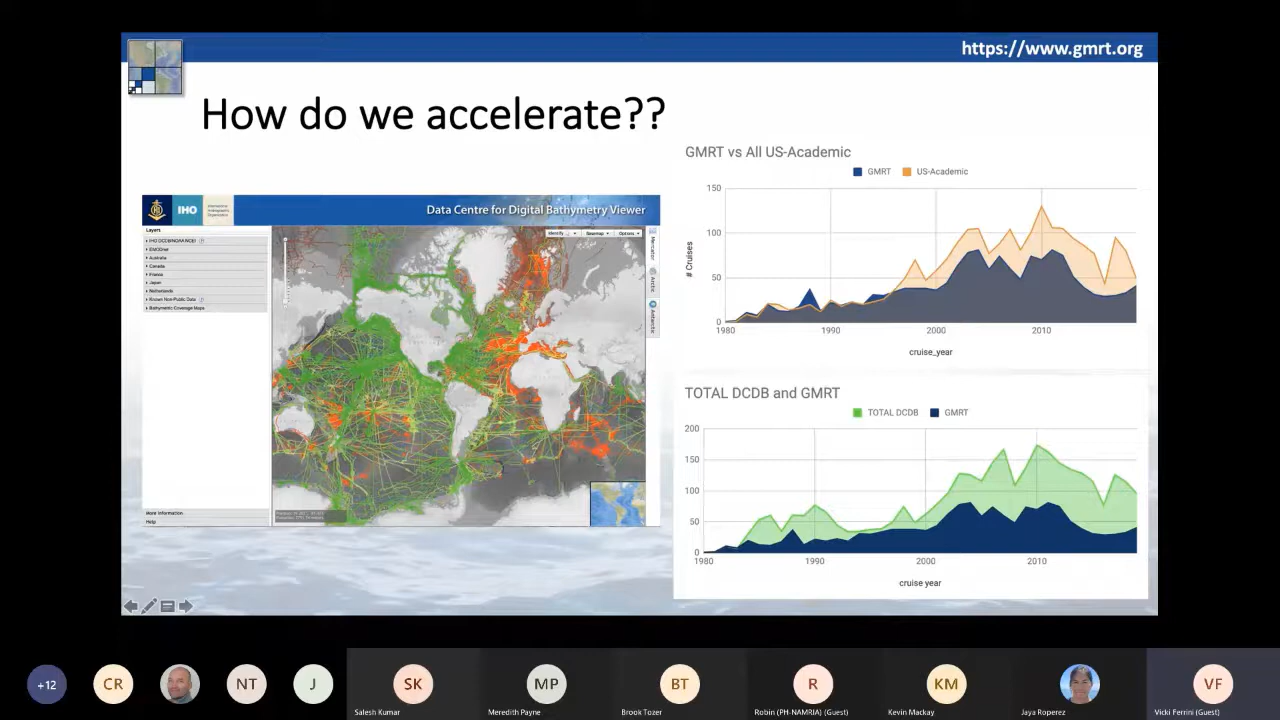 https://www.gmrt.org
How do we accelerate??
IHO
International
Hydrographic
Organization
Data Centre for Digital Bathymetry Viewer
Layers
IHO DCDB(NOAA NCEI)
EMODnet
Australia
Canada
France
Japan
Netherlands
Known Non-Public Data
Bathymetric Coverage Maps
More Information
Help
Identify
Basemap
Options
Mercator
Arctic
Antarctic
GMRT vs All US-Academic
GMRT
US-Academic
# Cruises
150
100
50
0
1980
1990
2000
2010
cruise_year
TOTAL DCDB and GMRT
TOTAL DCDB
GMRT
200
150
100
50
0
1980
1990
2000
2010
cruise year
+12
CR
NT
J
SK
MP
BT
R
KM
VF
Salesh Kumar
Meredith Payne
Brook Tozer
Robin (PH-NAMRIA) (Guest)
Kevin Mackay
Jaya Roperez
Vicki Ferrini (Guest)